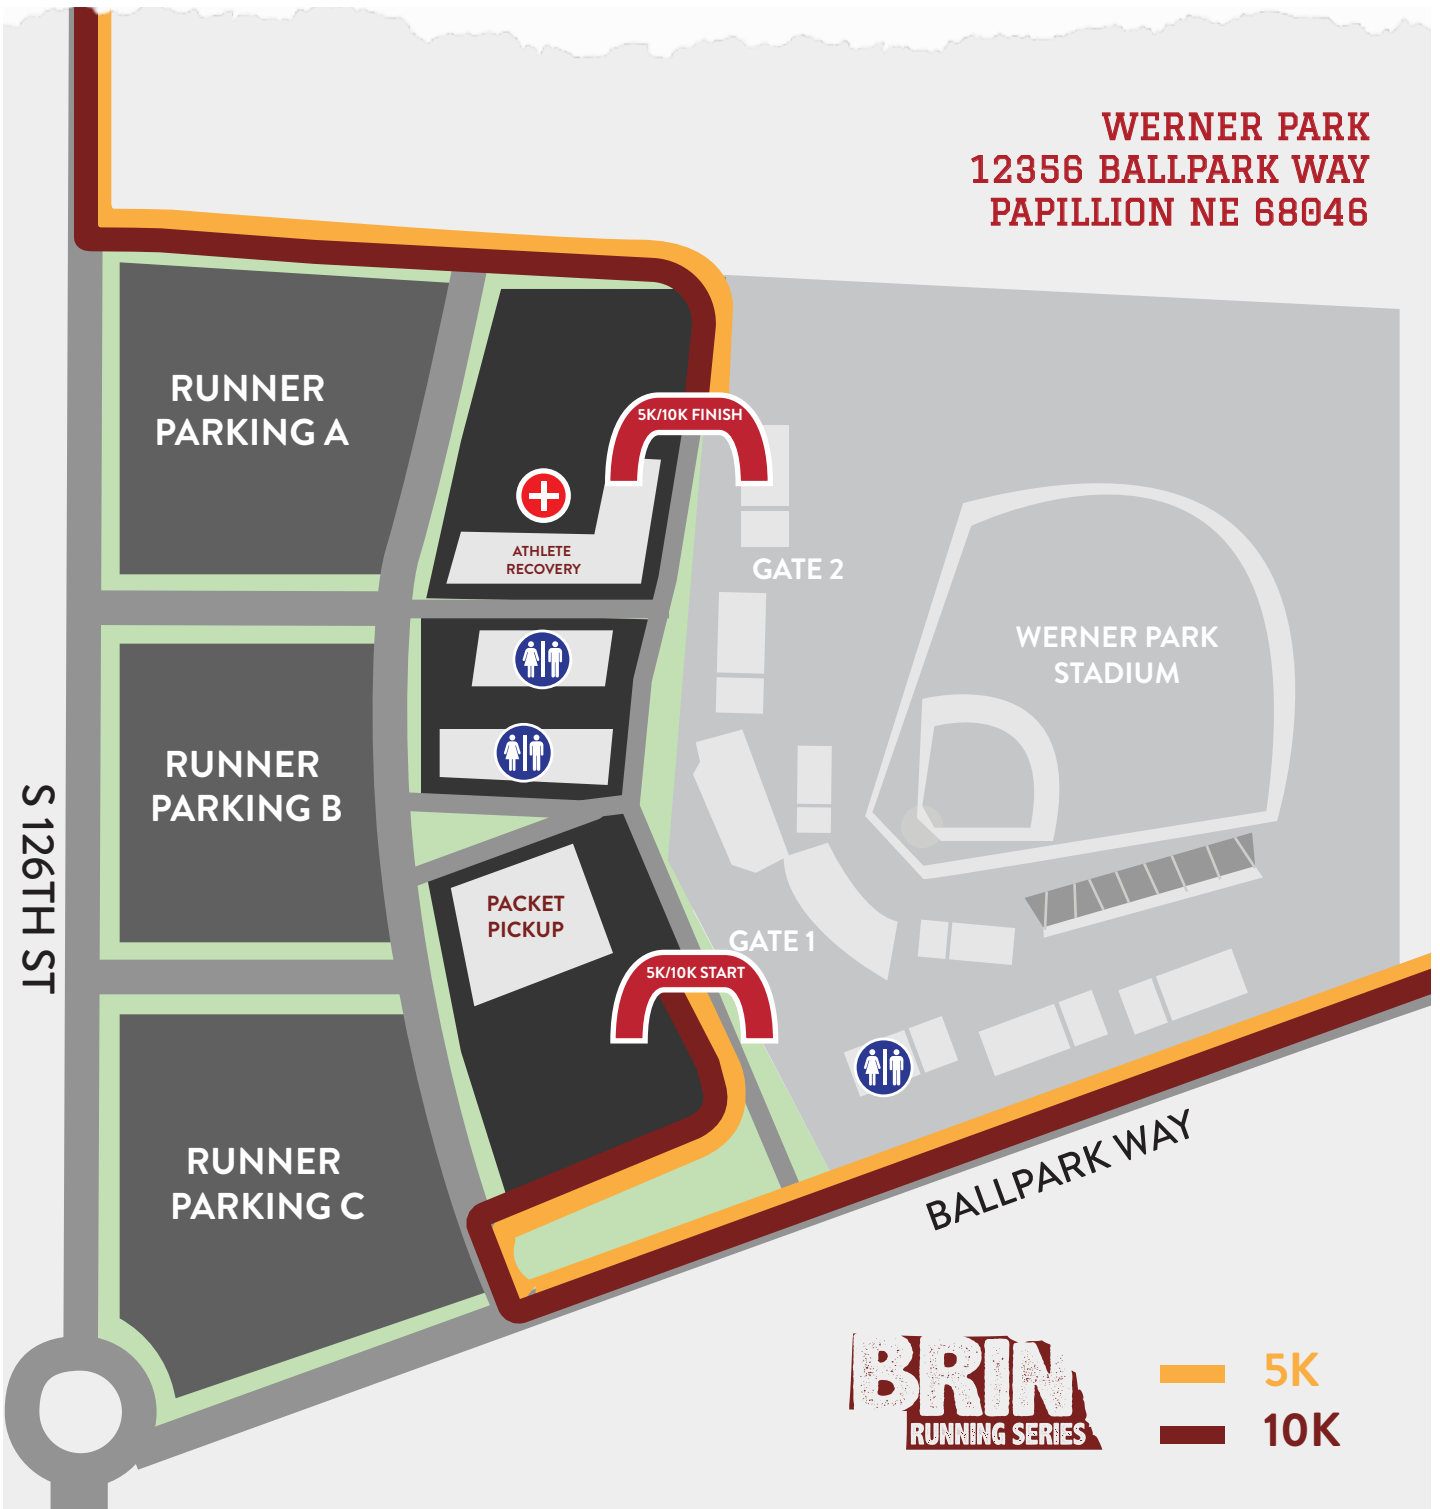 WERNER PARK
12356 BALLPARK WAY
PAPILLION NE 68046
RUNNER
PARKING A
5K/10K FINISH
ATHLETE
RECOVERY
GATE 2
WERNER PARK
STADIUM
RUNNER
PARKING B
S 126TH ST
PACKET
PICKUP
GATE 1
5K/10K START
RUNNER
PARKING C
BALLPARK WAY
BRIN
RUNNING SERIES
5K
10K